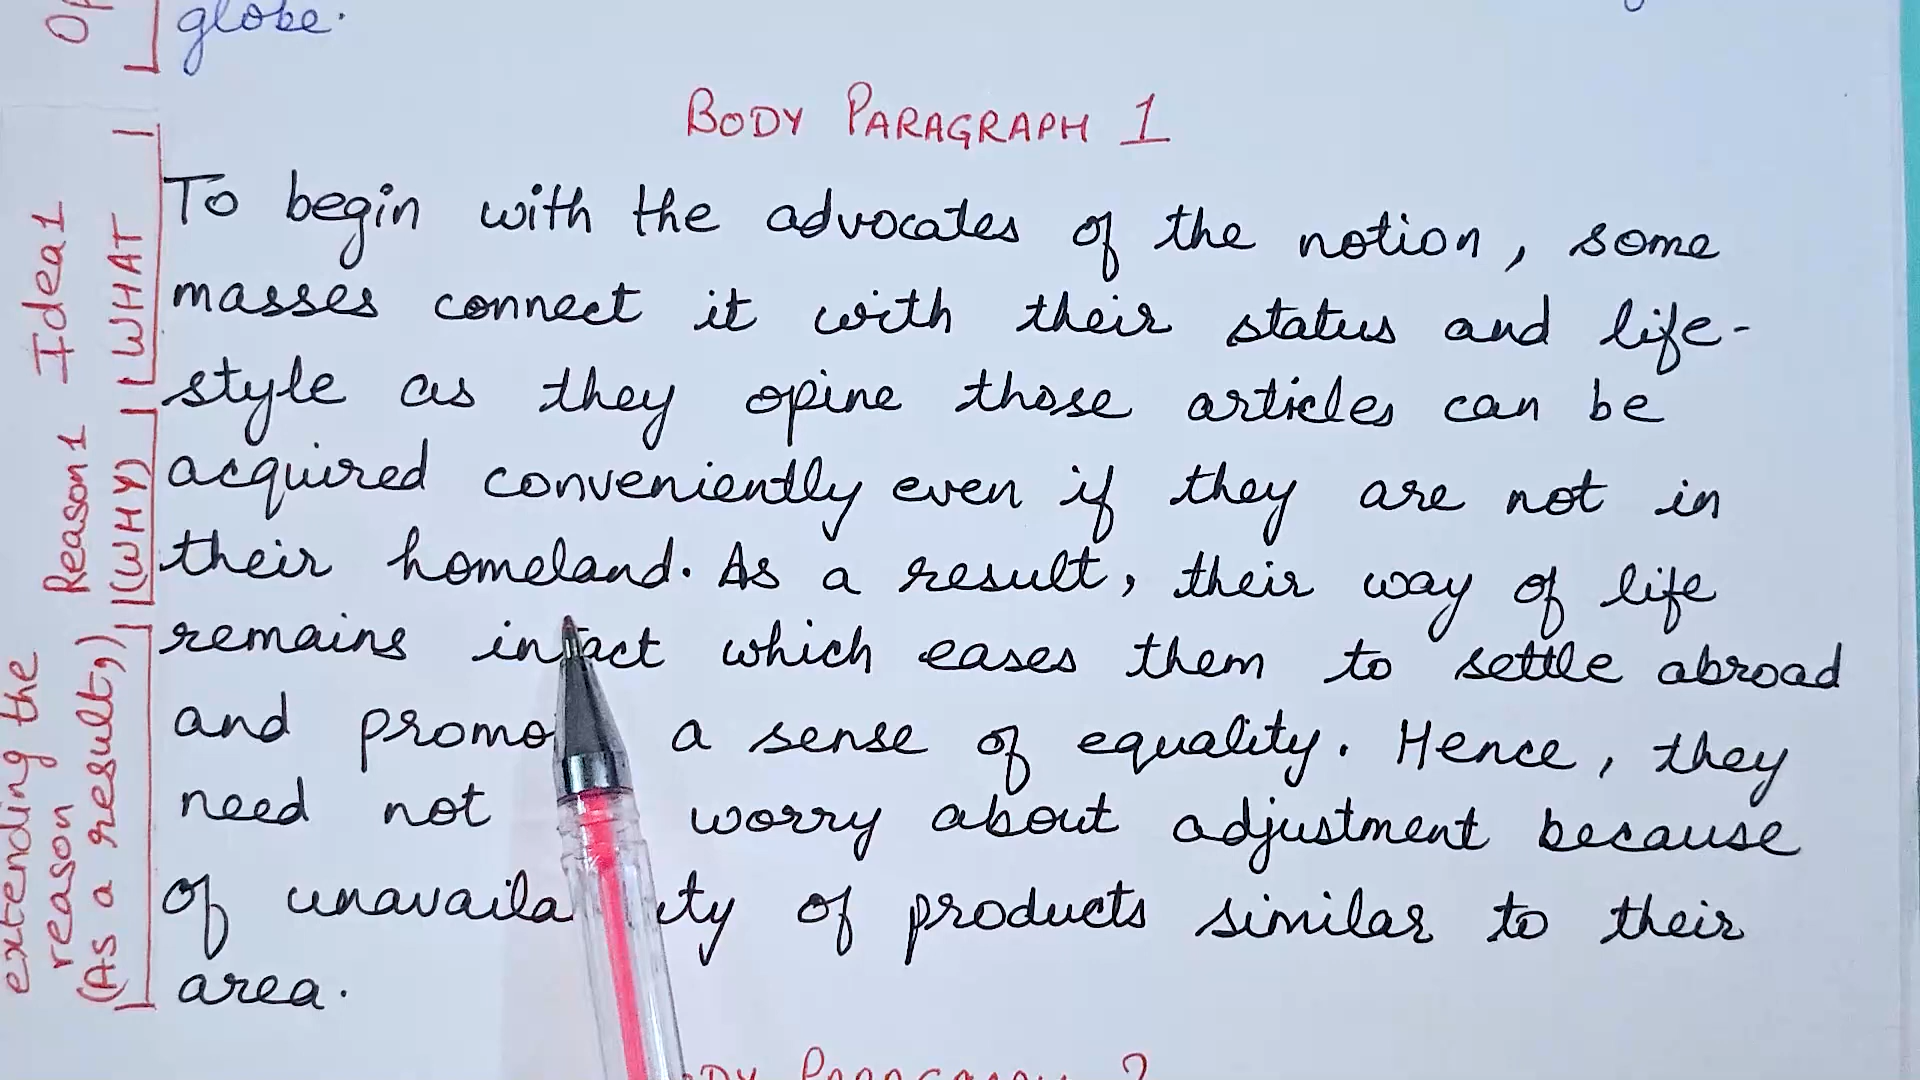 globe.
BODY PARAGRAPH 1
To begin with the advocates of the notion, some
masses connect it with their status and life-
style as they opine those articles can be
acquired conveniently even if they are not in
their homeland. As a result, their way of life
remains intact which eases them to settle abroad
and a sense of equality. Hence, they
need not worry about adjustment because
of of products similar to their
area.
Idea1
WHAT
Reason1
(WHY)
extending the
reason
(As a result,)